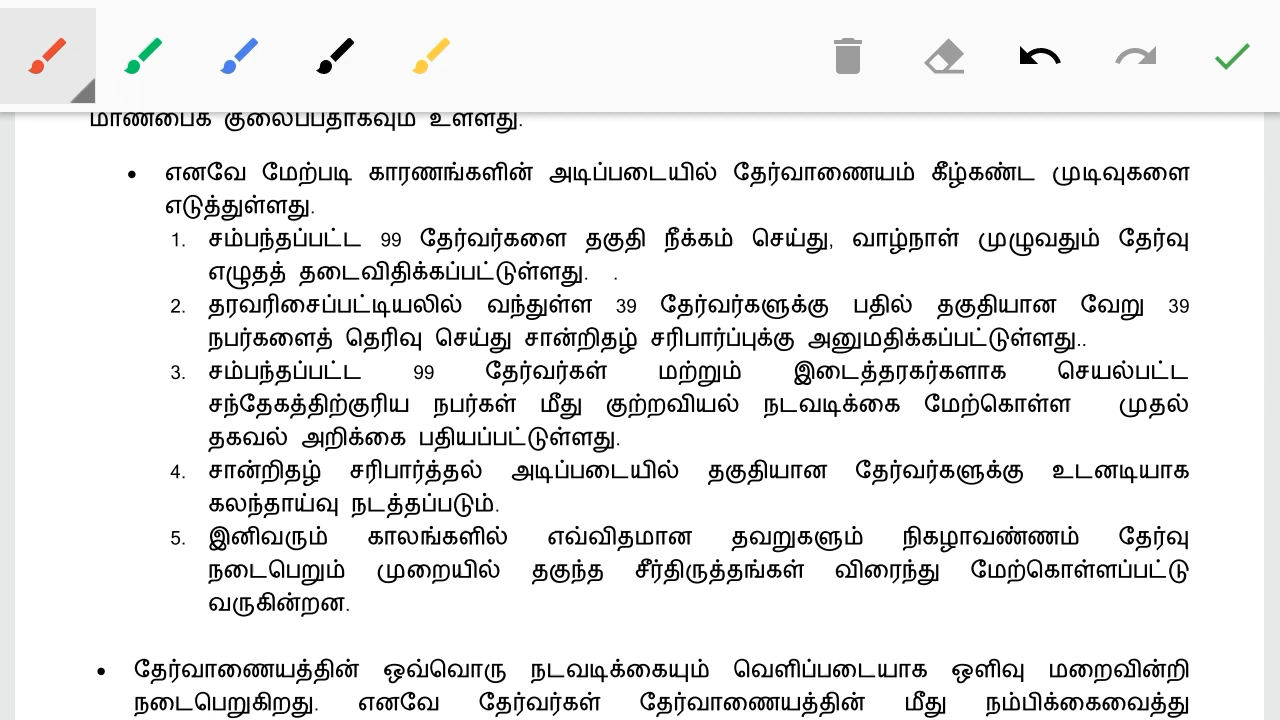 மாண்பைக் குலைப்பதாகவும் உள்ளது.
• எனவே மேற்படி காரணங்களின் அடிப்படையில் தேர்வாணையம் கீழ்கண்ட முடிவுகளை
எடுத்துள்ளது.
1. சம்பந்தப்பட்ட 99 தேர்வர்களை தகுதி நீக்கம் செய்து, வாழ்நாள் முழுவதும் தேர்வு
எழுதத் தடைவிதிக்கப்பட்டுள்ளது. .
2. தரவரிசைப்பட்டியலில் வந்துள்ள 39 தேர்வர்களுக்கு பதில் தகுதியான வேறு 39
நபர்களைத் தெரிவு செய்து சான்றிதழ் சரிபார்ப்புக்கு அனுமதிக்கப்பட்டுள்ளது..
3. சம்பந்தப்பட்ட 99 தேர்வர்கள் மற்றும் இடைத்தரகர்களாக செயல்பட்ட
சந்தேகத்திற்குரிய நபர்கள் மீது குற்றவியல் நடவடிக்கை மேற்கொள்ள முதல்
தகவல் அறிக்கை பதியப்பட்டுள்ளது.
4. சான்றிதழ் சரிபார்த்தல் அடிப்படையில் தகுதியான தேர்வர்களுக்கு உடனடியாக
கலந்தாய்வு நடத்தப்படும்.
5. இனிவரும் காலங்களில் எவ்விதமான தவறுகளும் நிகழாவண்ணம் தேர்வு
நடைபெறும் முறையில் தகுந்த சீர்திருத்தங்கள் விரைந்து மேற்கொள்ளப்பட்டு
வருகின்றன.
• தேர்வாணையத்தின் ஒவ்வொரு நடவடிக்கையும் வெளிப்படையாக ஒளிவு மறைவின்றி
நடைபெறுகிறது. எனவே தேர்வர்கள் தேர்வாணையத்தின் மீது நம்பிக்கைவைத்து